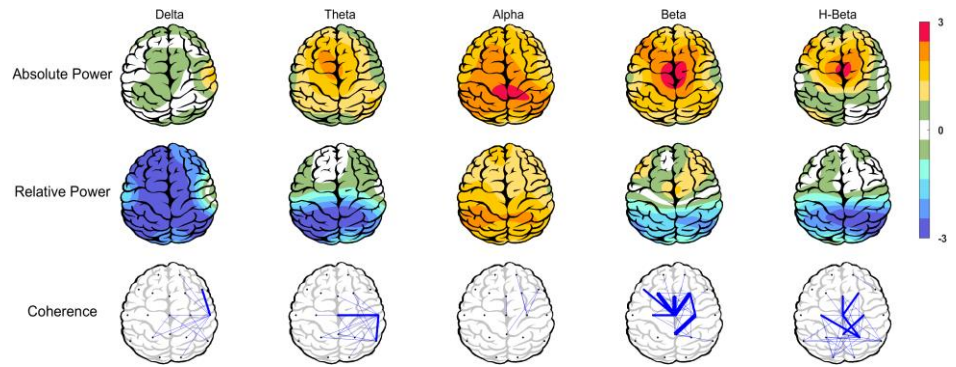 Delta Theta Alpha Beta H-Beta
Absolute Power
3
0
-3
Relative Power
Coherence